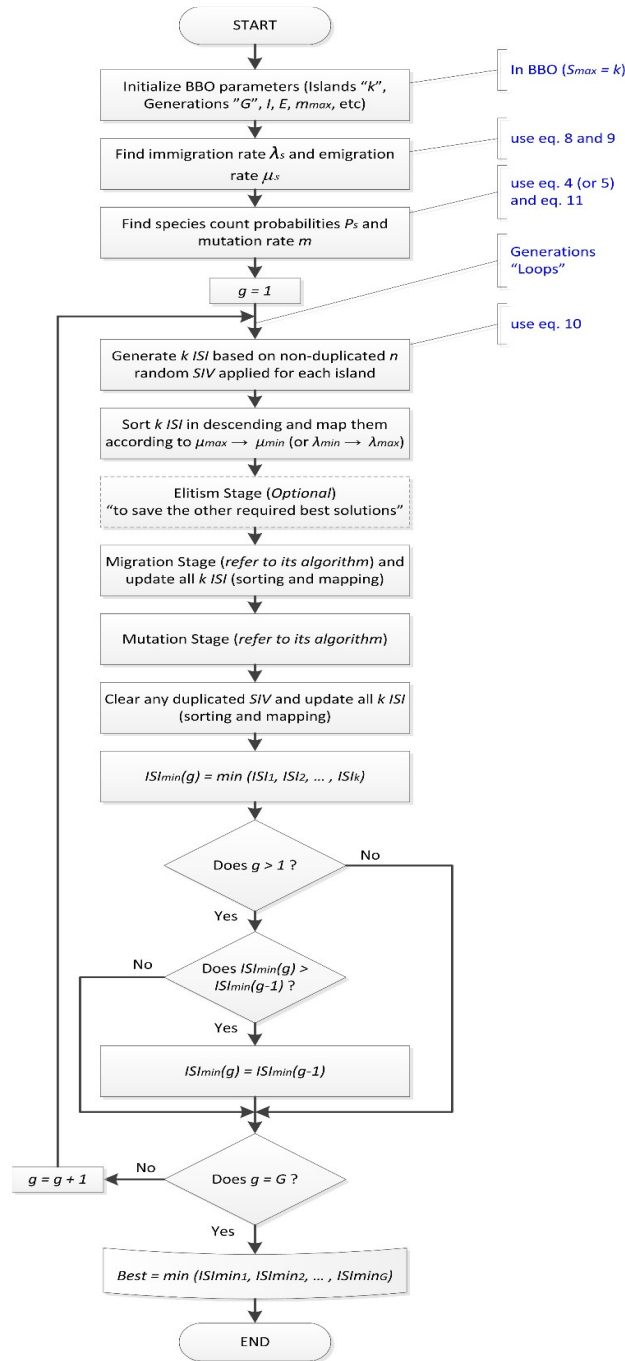 START
Initialize BBO parameters (Islands “k”,
Generations ”G”, I, E, mmax, etc)
In BBO (Smax = k)
Find immigration rate λs and emigration
rate μs
use eq. 8 and 9
Find species count probabilities Ps and
mutation rate m
use eq. 4 (or 5)
and eq. 11
g = 1
Generations
“Loops”
Generate k ISI based on non-duplicated n
random SIV applied for each island
use eq. 10
Sort k ISI in descending and map them
according to μmax → μmin (or λmin → λmax)
Elitism Stage (Optional)
“to save the other required best solutions”
Migration Stage (refer to its algorithm) and
update all k ISI (sorting and mapping)
Mutation Stage (refer to its algorithm)
Clear any duplicated SIV and update all k ISI
(sorting and mapping)
ISImin(g) = min (ISI1, ISI2, ... , ISIk)
Does g > 1 ?
No
Yes
Does ISImin(g) >
ISImin(g-1) ?
No
Yes
ISImin(g) = ISImin(g-1)
Does g = G ?
No
g = g + 1
Yes
Best = min (ISImin1, ISImin2, ... , ISIminG)
END